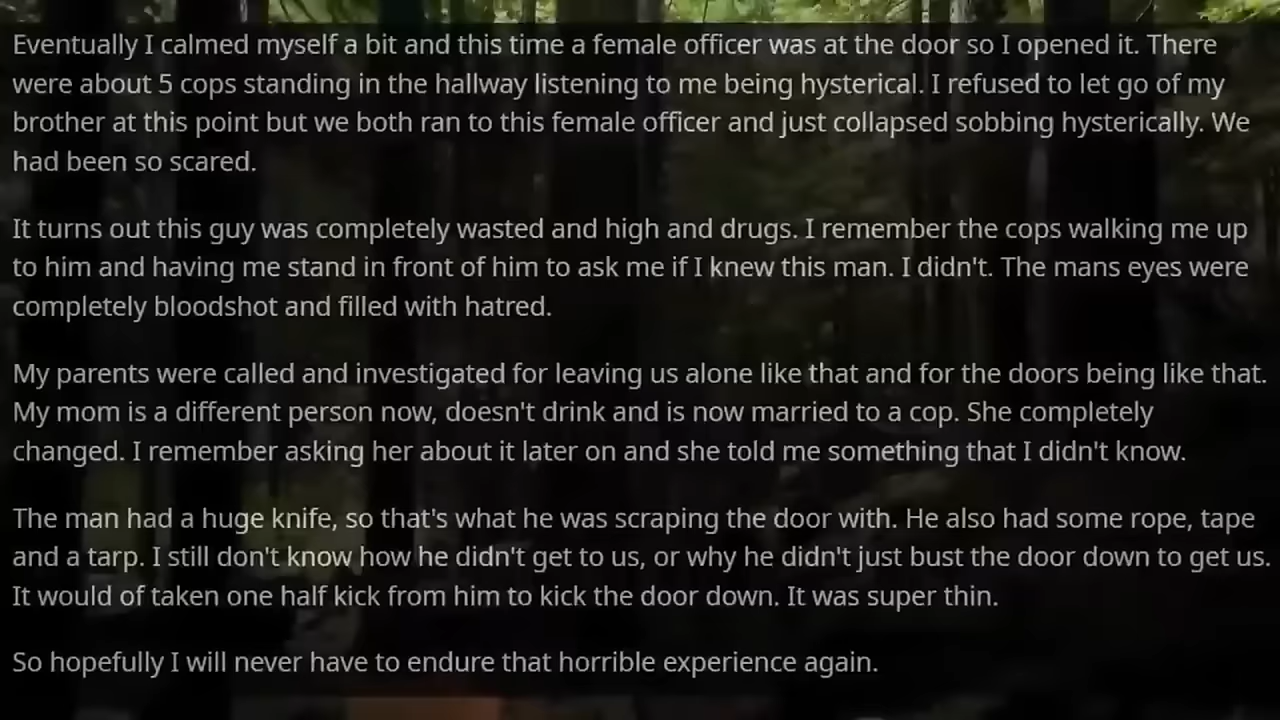 Eventually I calmed myself a bit and this time a female officer was at the door so I opened it. There
were about 5 cops standing in the hallway listening to me being hysterical. I refused to let go of my
brother at this point but we both ran to this female officer and just collapsed sobbing hysterically. We
had been so scared.
It turns out this guy was completely wasted and high and drugs. I remember the cops walking me up
to him and having me stand in front of him to ask me if I knew this man. I didn't. The mans eyes were
completely bloodshot and filled with hatred.
My parents were called and investigated for leaving us alone like that and for the doors being like that.
My mom is a different person now, doesn't drink and is now married to a cop. She completely
changed. I remember asking her about it later on and she told me something that I didn't know.
The man had a huge knife, so that's what he was scraping the door with. He also had some rope, tape
and a tarp. I still don't know how he didn't get to us, or why he didn't just bust the door down to get us.
It would of taken one half kick from him to kick the door down. It was super thin.
So hopefully I will never have to endure that horrible experience again.